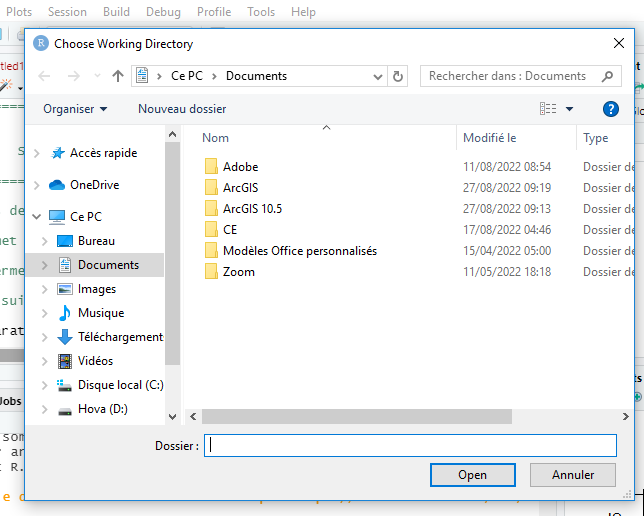 Plots Session Build Debug Profile Tools Help
Choose Working Directory
Ce PC Documents
Rechercher dans : Documents
Organiser Nouveau dossier
Nom Modifié le Type
Accès rapide
OneDrive
Ce PC
Bureau
Documents
Images
Musique
Téléchargement
Vidéos
Disque local (C:)
Hova (D:)
Adobe 11/08/2022 08:54 Dossier de
ArcGIS 27/08/2022 09:19 Dossier de
ArcGIS 10.5 27/08/2022 09:13 Dossier de
CE 17/08/2022 04:46 Dossier de
Modèles Office personnalisés 15/04/2022 05:00 Dossier de
Zoom 11/05/2022 18:18 Dossier de
Dossier :
Open Annuler
Jobs